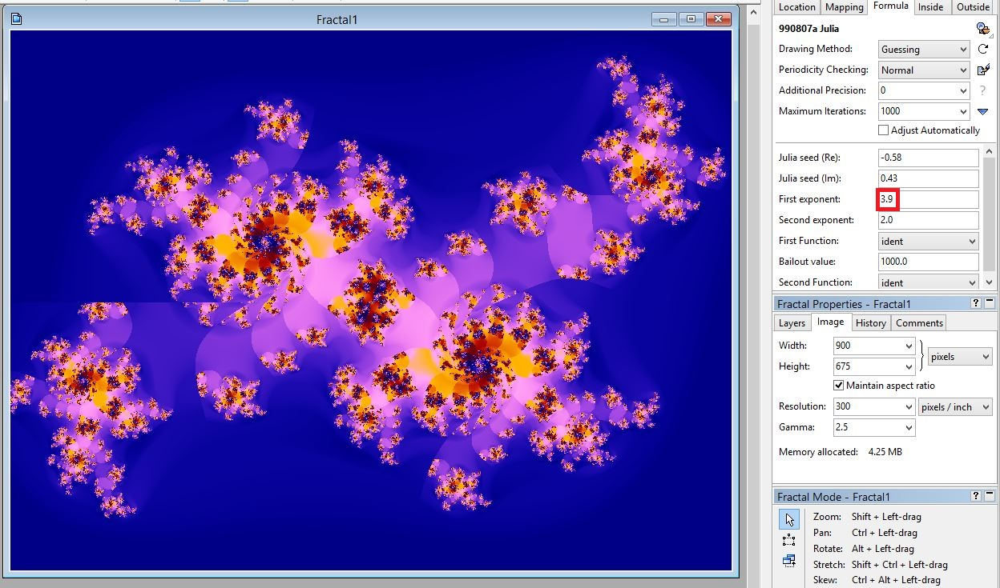 Fractal1
Location Mapping Formula Inside Outside
990807a Julia
Drawing Method: Guessing
Periodicity Checking: Normal
Additional Precision: 0 ?
Maximum Iterations: 1000
Adjust Automatically
Julia seed (Re): -0.58
Julia seed (Im): 0.43
First exponent: 3.9
Second exponent: 2.0
First Function: ident
Bailout value: 1000.0
Second Function: ident
Fractal Properties - Fractal1 ?
Layers Image History Comments
Width: 900
pixels
Height: 675
Maintain aspect ratio
Resolution: 300 pixels / inch
Gamma: 2.5
Memory allocated: 4.25 MB
Fractal Mode - Fractal1 ?
Zoom: Shift + Left-drag
Pan: Ctrl + Left-drag
Rotate: Alt + Left-drag
Stretch: Shift + Ctrl + Left-drag
Skew: Ctrl + Alt + Left-drag